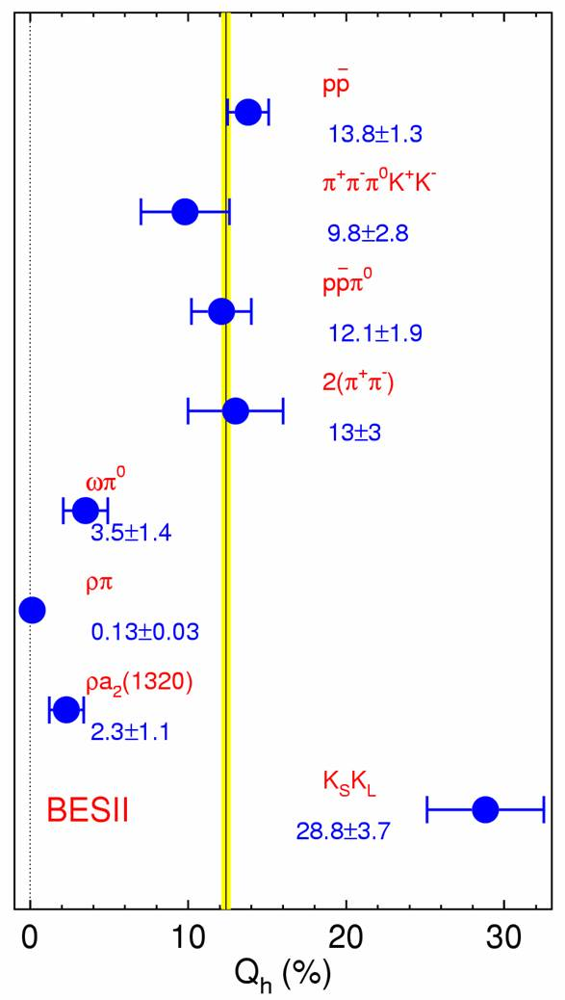 pp̅
13.8±1.3
π⁺π⁻π⁰K⁺K⁻
9.8±2.8
pp̅π⁰
12.1±1.9
2(π⁺π⁻)
13±3
ωπ⁰
3.5±1.4
ρπ
0.13±0.03
ρa₂(1320)
2.3±1.1
K_SK_L
BESII
28.8±3.7
0 10 20 30
Q_h (%)